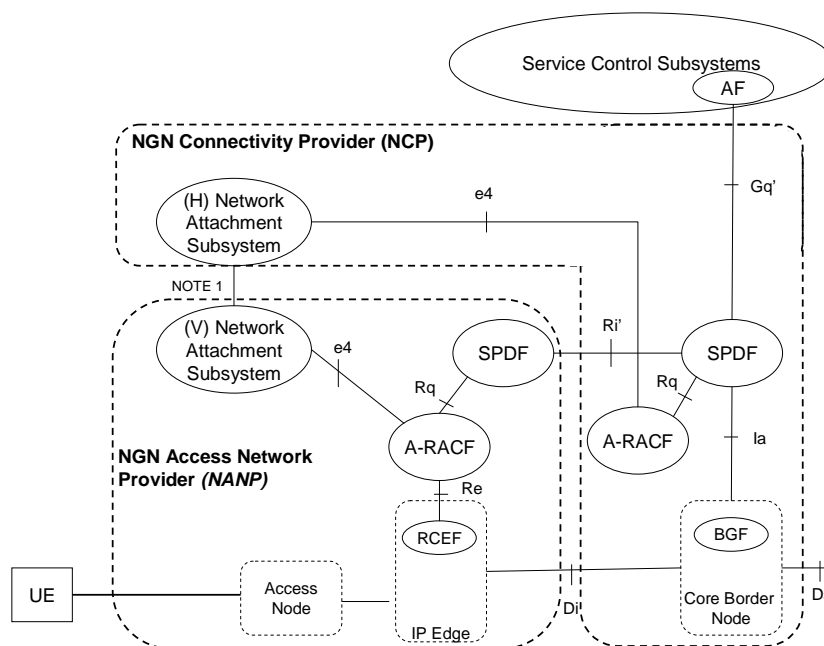 Service Control Subsystems
AF
NGN Connectivity Provider (NCP)
(H) Network
Attachment
Subsystem
e4
Gq’
NOTE 1
(V) Network
Attachment
Subsystem
e4
SPDF
Ri’
SPDF
Rq
Rq
A-RACF
A-RACF
Ia
NGN Access Network
Provider (NANP)
Re
RCEF
BGF
UE
Access
Node
IP Edge
Di
Core Border
Node
D